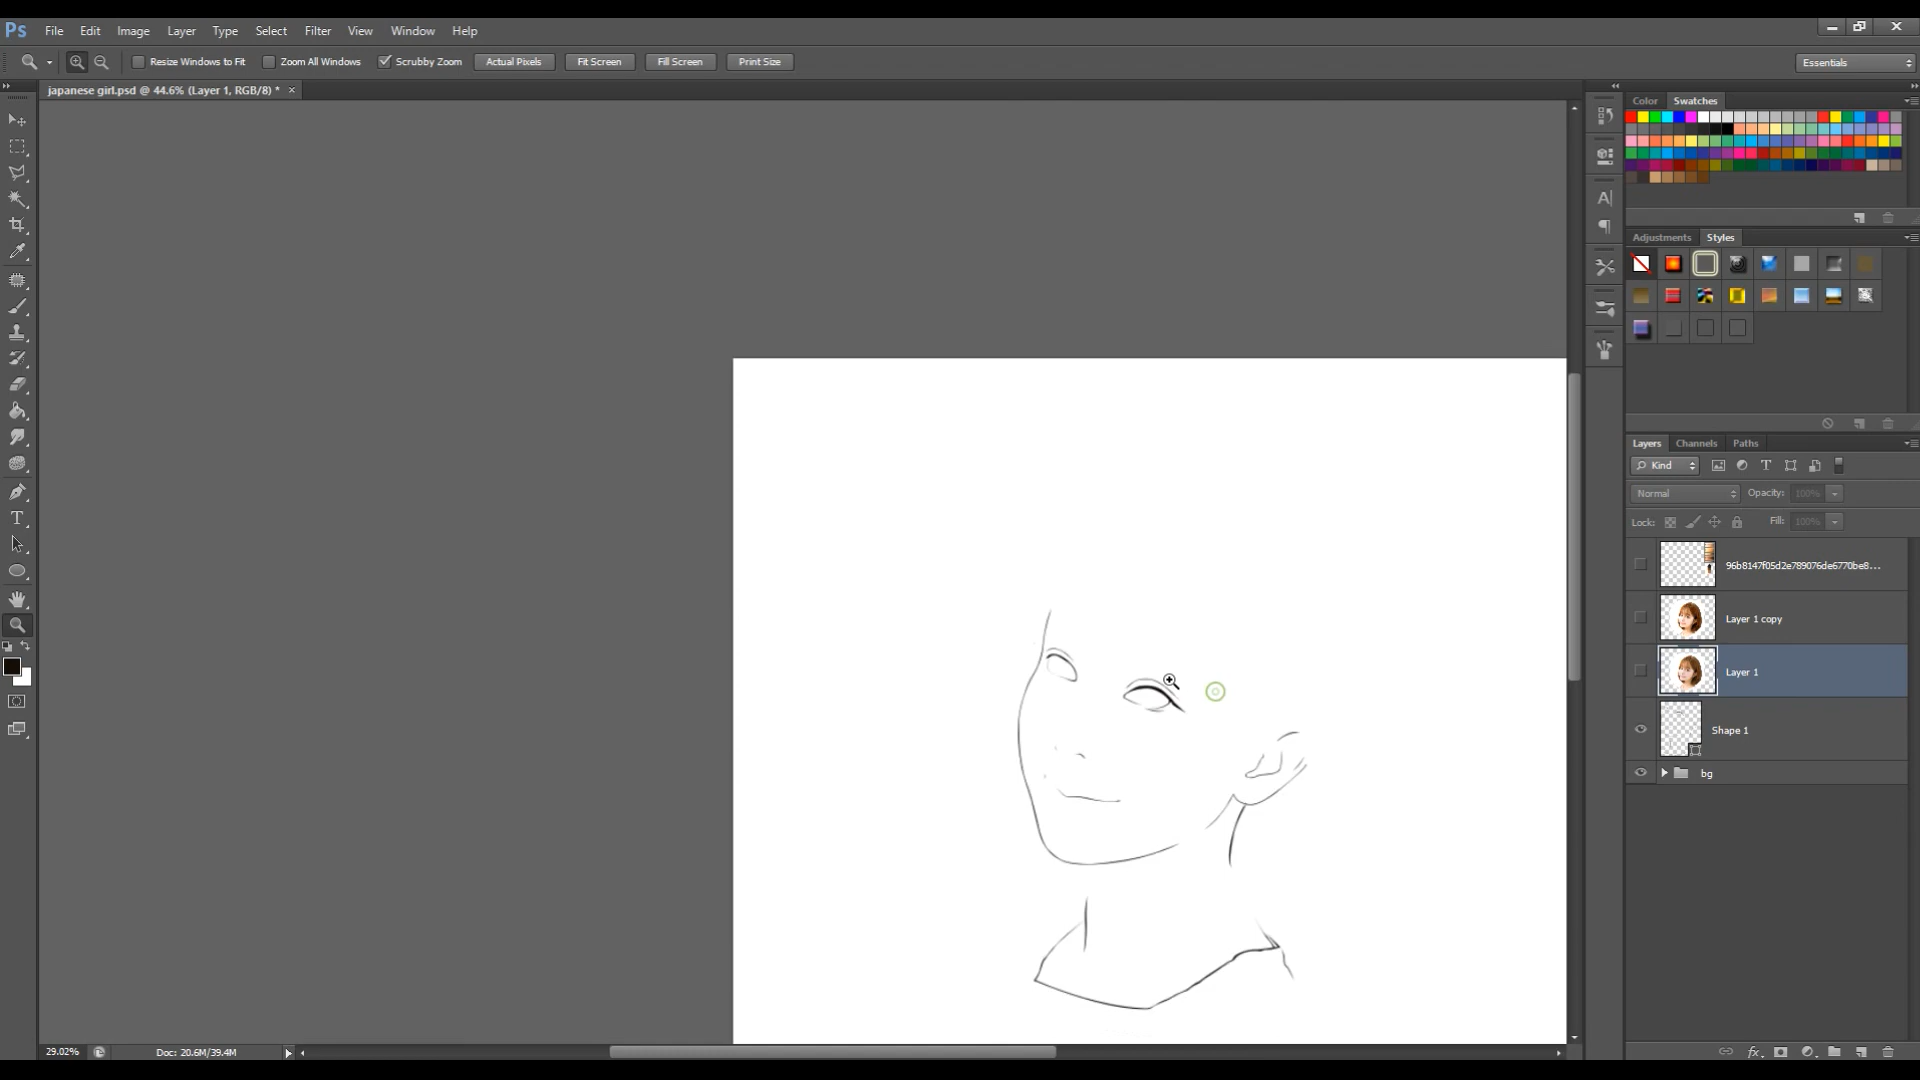 Ps File Edit Image Layer Type Select Filter View Window Help
Resize Windows to Fit Zoom All Windows Scrubby Zoom Actual Pixels Fit Screen Fill Screen Print Size Essentials
japanese girl.psd @ 44.6% (Layer 1, RGB/8) * ×
Color Swatches
Adjustments Styles
Layers Channels Paths
Kind
Normal Opacity: 100%
Lock: Fill: 100%
96b8147f05d2e789076de6770be8...
Layer 1 copy
Layer 1
Shape 1
bg
29.02% Doc: 20.6M/39.4M